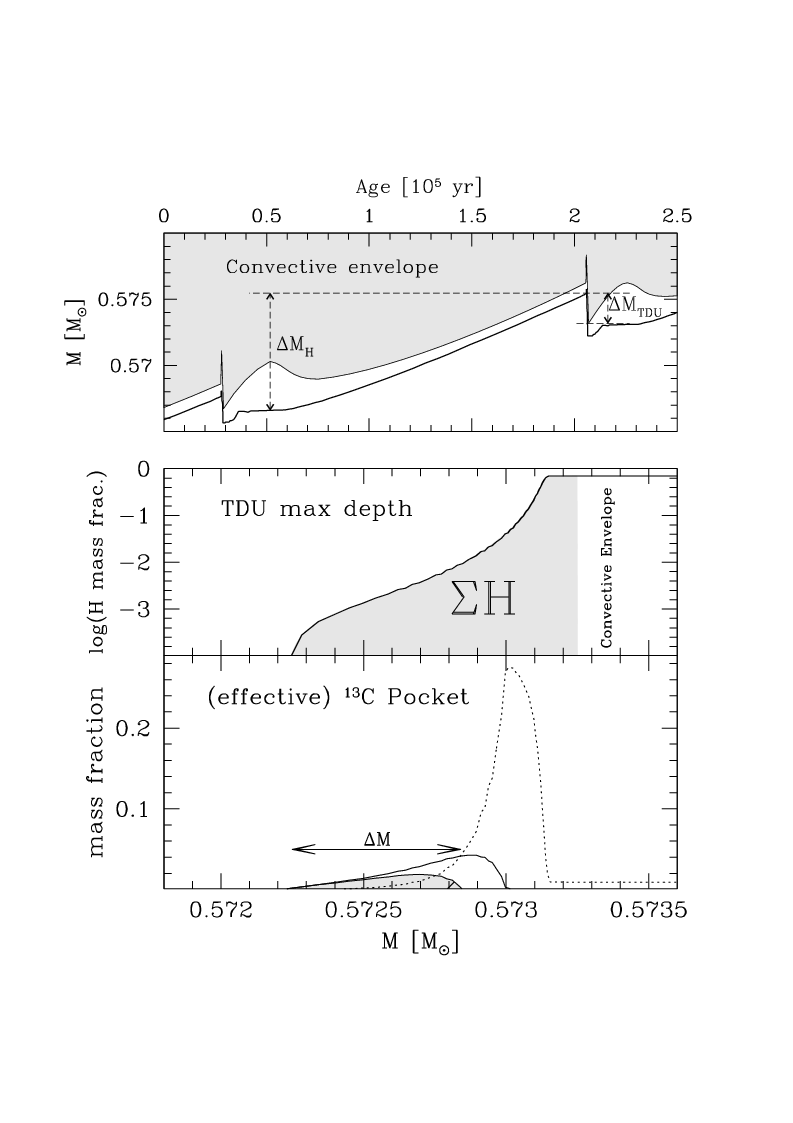 Age [10⁵ yr]
0 0.5 1 1.5 2 2.5
Convective envelope
0.575
0.57
M [M☉]
ΔM_H
ΔM_TDU
0
−1
−2
−3
log(H mass frac.)
TDU max depth
ΣH
Convective Envelope
(effective) ¹³C Pocket
0.2
0.1
mass fraction
ΔM
0.572 0.5725 0.573 0.5735
M [M☉]